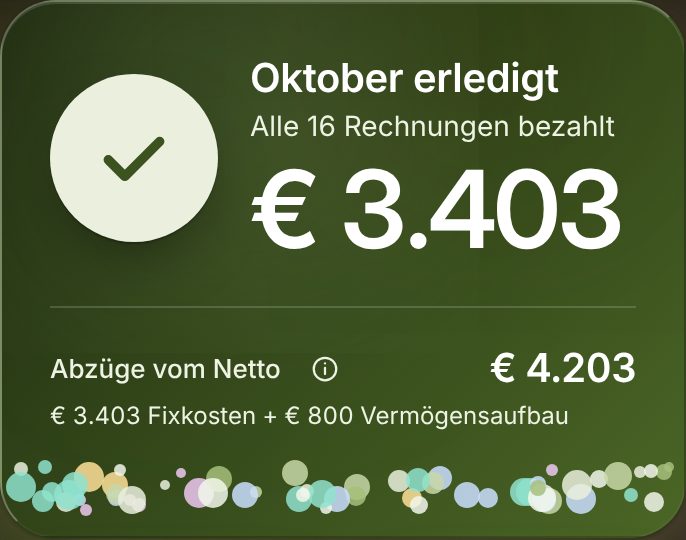 Oktober erledigt
Alle 16 Rechnungen bezahlt
€ 3.403
Abzüge vom Netto
€ 4.203
€ 3.403 Fixkosten + € 800 Vermögensaufbau